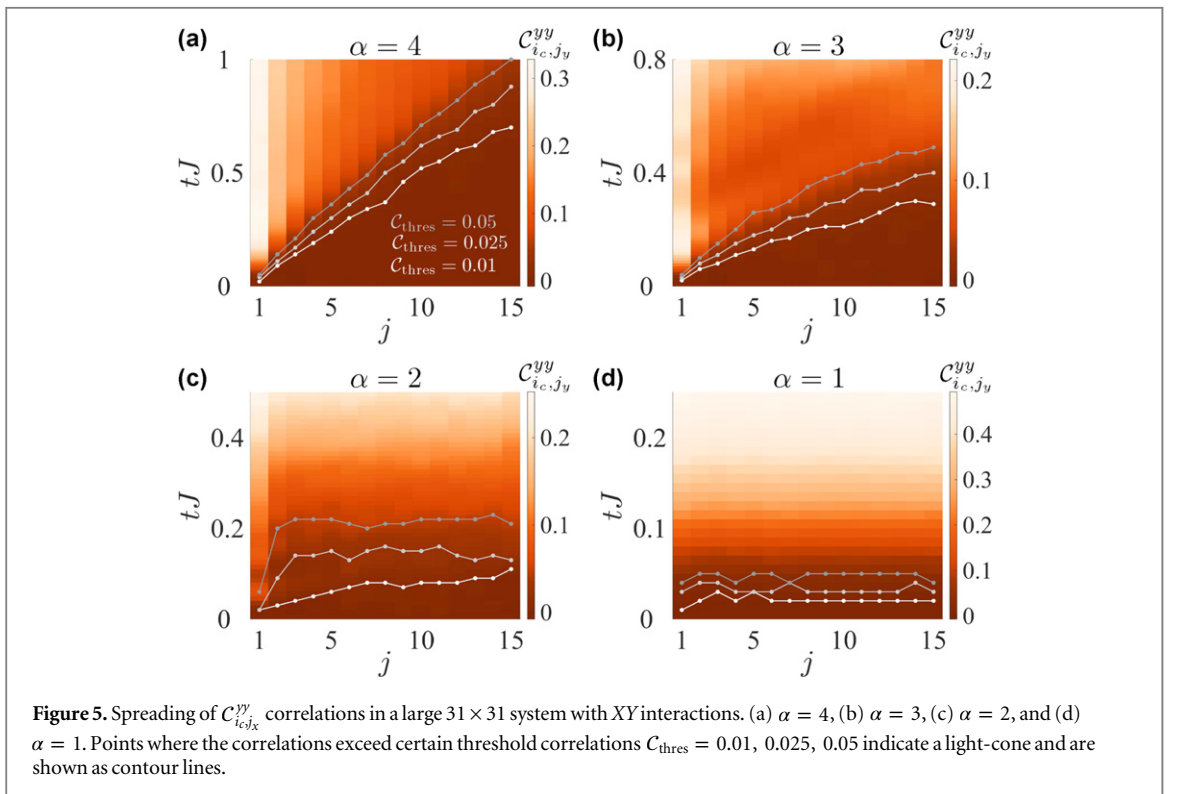 (a) α = 4 𝒞^{yy}_{i_c,j_y}
1
0.5
0
tJ
1 5 10 15
j
0.3
0.2
0.1
0
𝒞_thres = 0.05
𝒞_thres = 0.025
𝒞_thres = 0.01
(b) α = 3 𝒞^{yy}_{i_c,j_y}
0.8
0.4
0
tJ
1 5 10 15
j
0.2
0.1
0
(c) α = 2 𝒞^{yy}_{i_c,j_y}
0.4
0.2
0
tJ
1 5 10 15
j
0.2
0.1
0
(d) α = 1 𝒞^{yy}_{i_c,j_y}
0.2
0.1
0
tJ
1 5 10 15
j
0.4
0.3
0.2
0.1
0
Figure 5. Spreading of 𝒞^{yy}_{i_c,j_x} correlations in a large 31 × 31 system with XY interactions. (a) α = 4, (b) α = 3, (c) α = 2, and (d)
α = 1. Points where the correlations exceed certain threshold correlations 𝒞_thres = 0.01, 0.025, 0.05 indicate a light-cone and are
shown as contour lines.